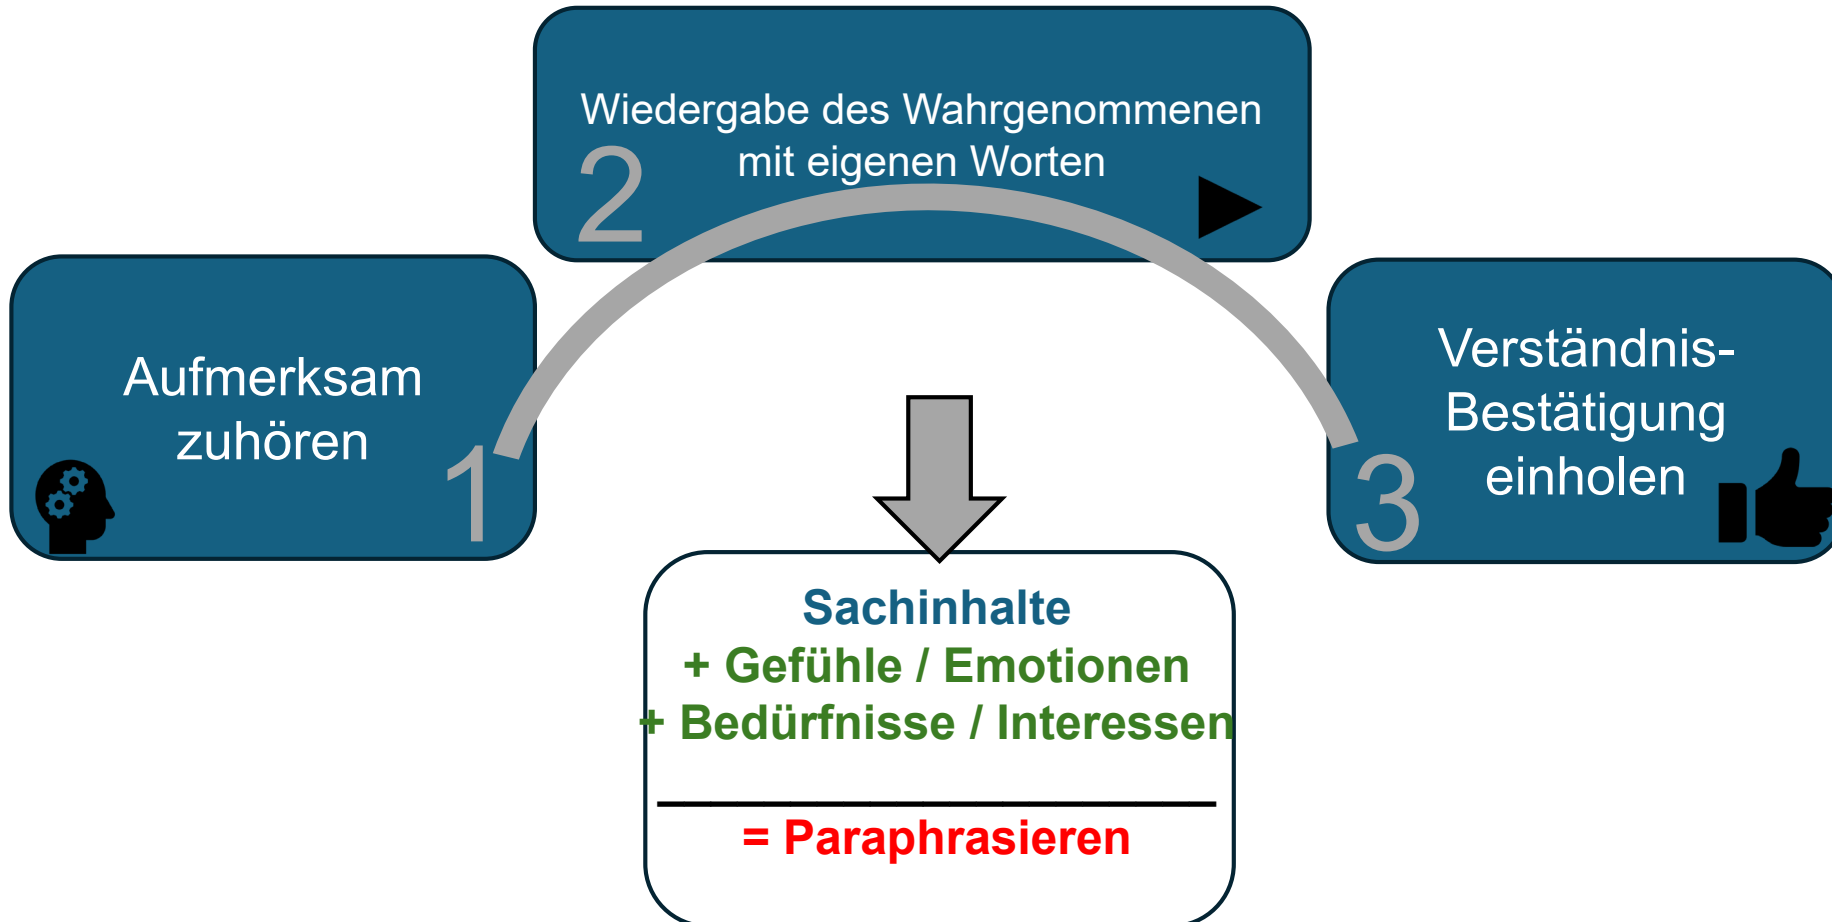 Wiedergabe des Wahrgenommenen
mit eigenen Worten
2
Aufmerksam
zuhören
1
Verständnis-
Bestätigung
einholen
3
Sachinhalte
+ Gefühle / Emotionen
+ Bedürfnisse / Interessen
= Paraphrasieren